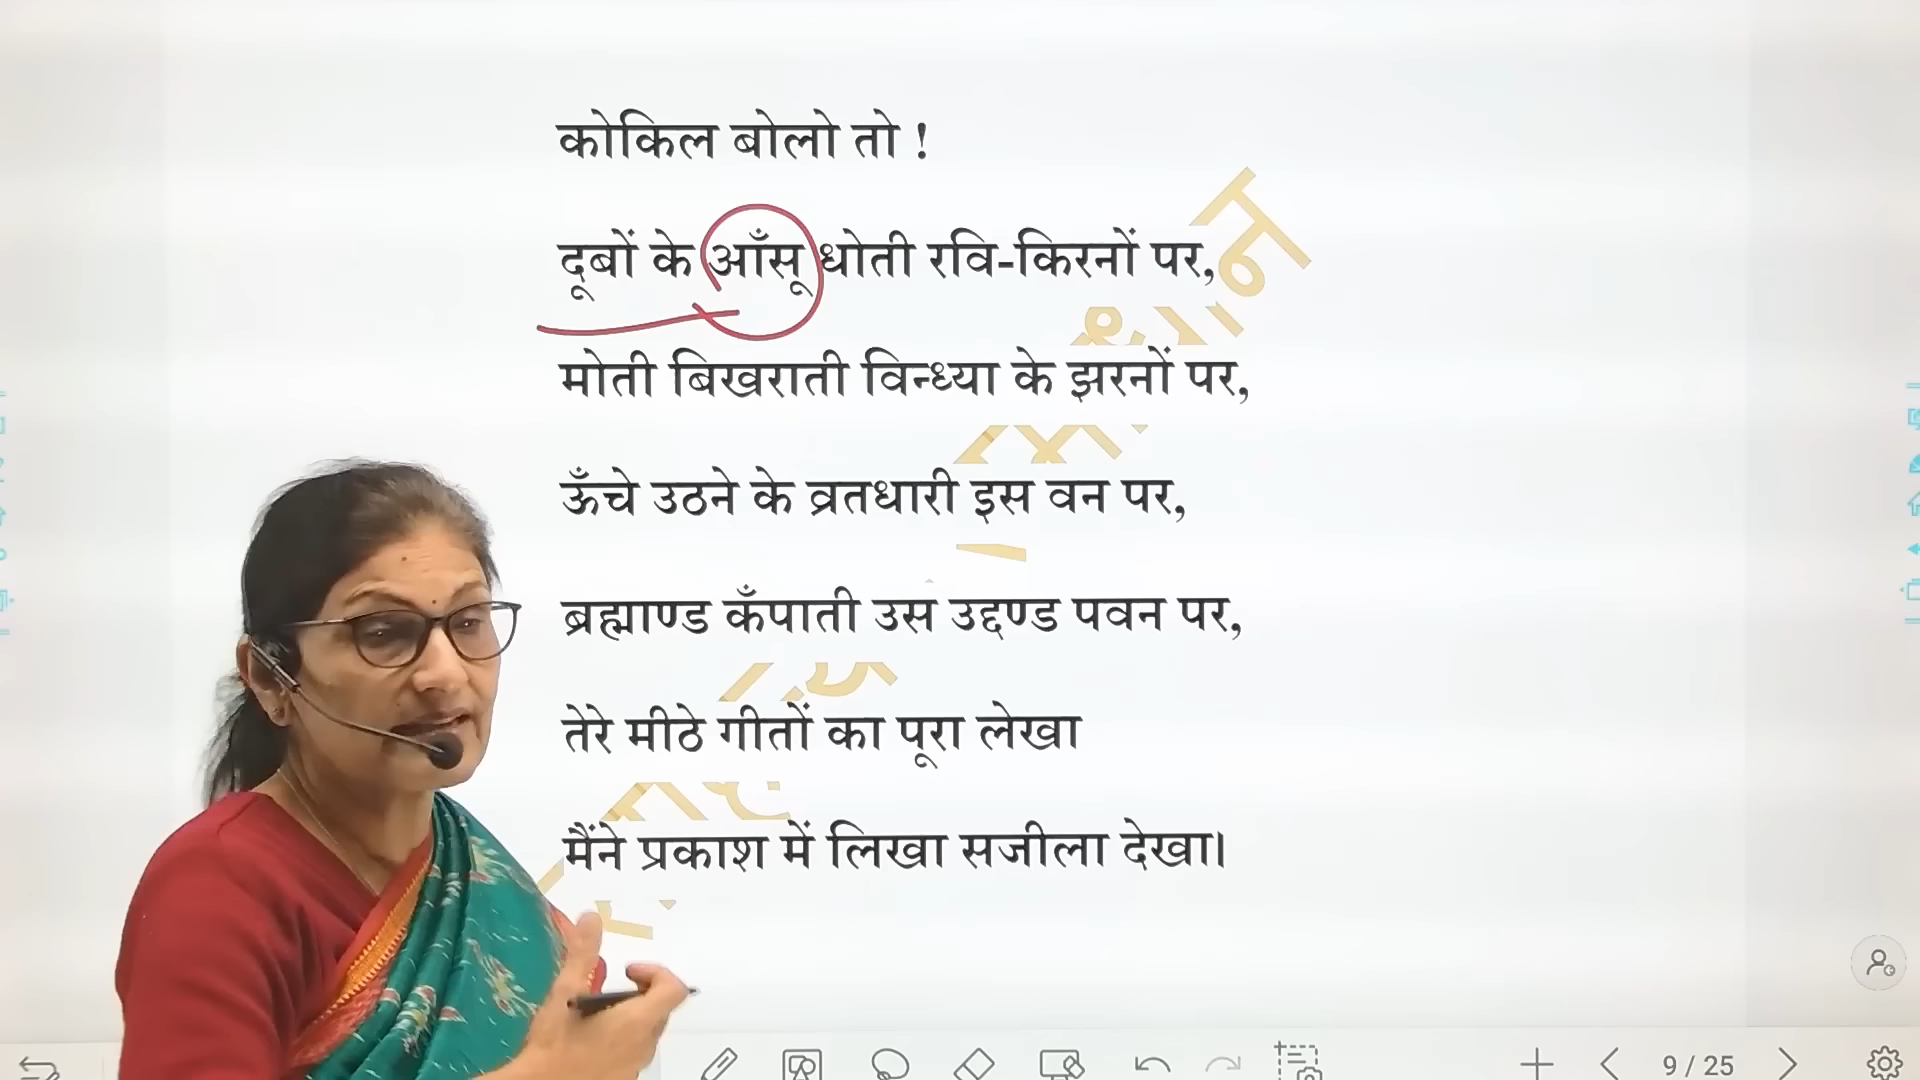 कोकिल बोलो तो !
दूबों के आँसू धोती रवि-किरनों पर,
मोती बिखराती विन्ध्या के झरनों पर,
ऊँचे उठने के व्रतधारी इस वन पर,
ब्रह्माण्ड कँपाती उस उद्दण्ड पवन पर,
तेरे मीठे गीतों का पूरा लेखा
मैंने प्रकाश में लिखा सजीला देखा।
9 / 25